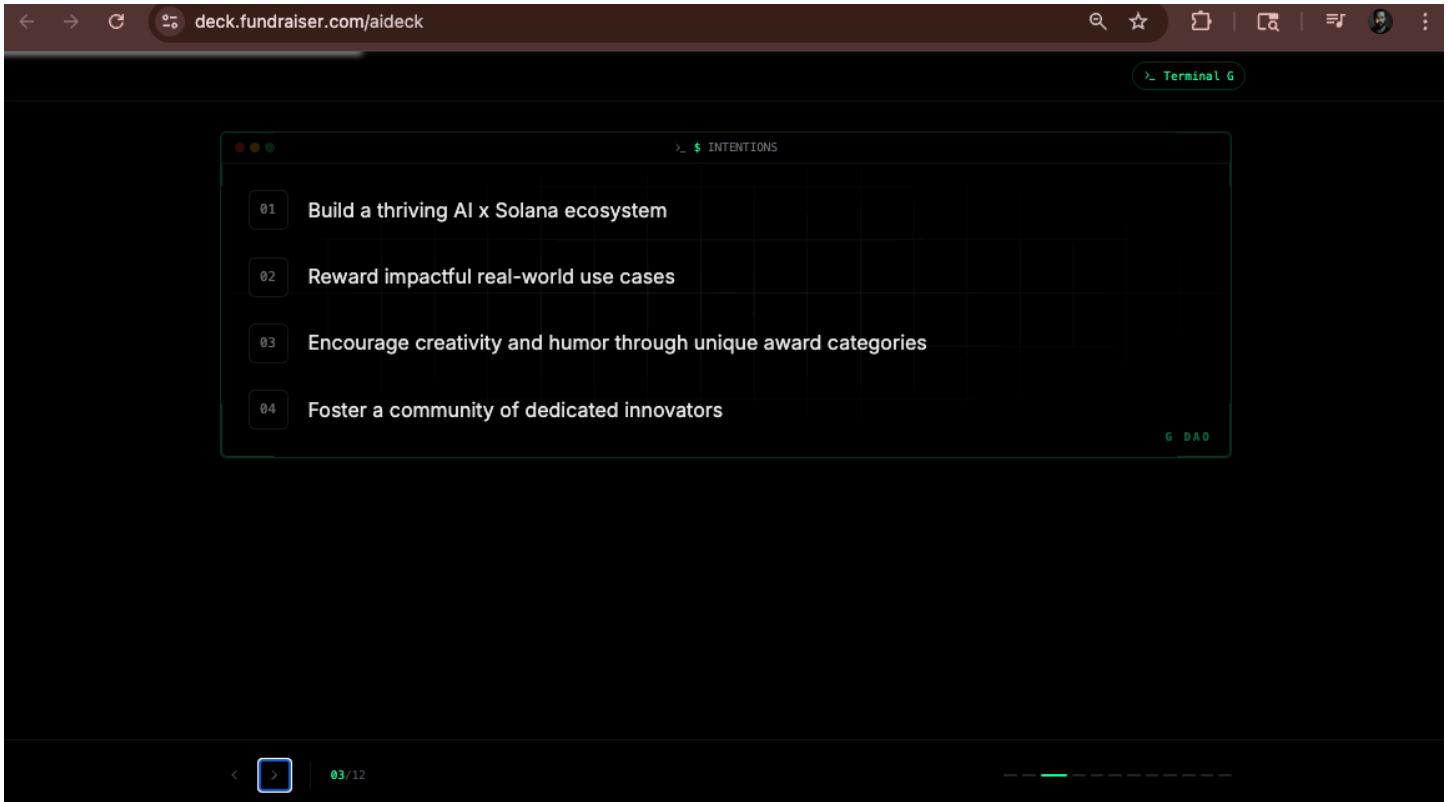 deck.fundraiser.com/aideck
>_ Terminal G
>_ $ INTENTIONS
01 Build a thriving AI x Solana ecosystem
02 Reward impactful real-world use cases
03 Encourage creativity and humor through unique award categories
04 Foster a community of dedicated innovators
G DAO
03/12